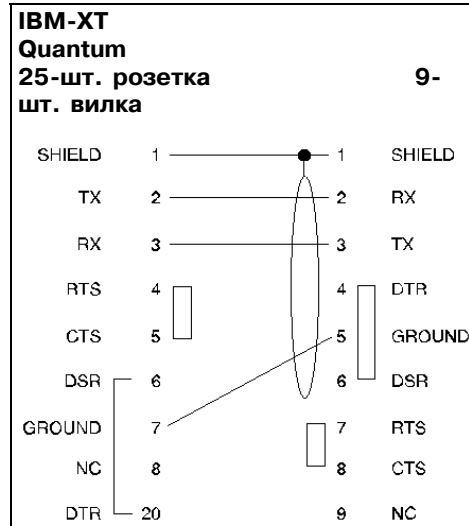 IBM-XT
Quantum
25-шт. розетка 9-
шт. вилка
SHIELD 1 1 SHIELD
TX 2 2 RX
RX 3 3 TX
RTS 4 4 DTR
CTS 5 5 GROUND
DSR 6 6 DSR
GROUND 7 7 RTS
NC 8 8 CTS
DTR 20 9 NC